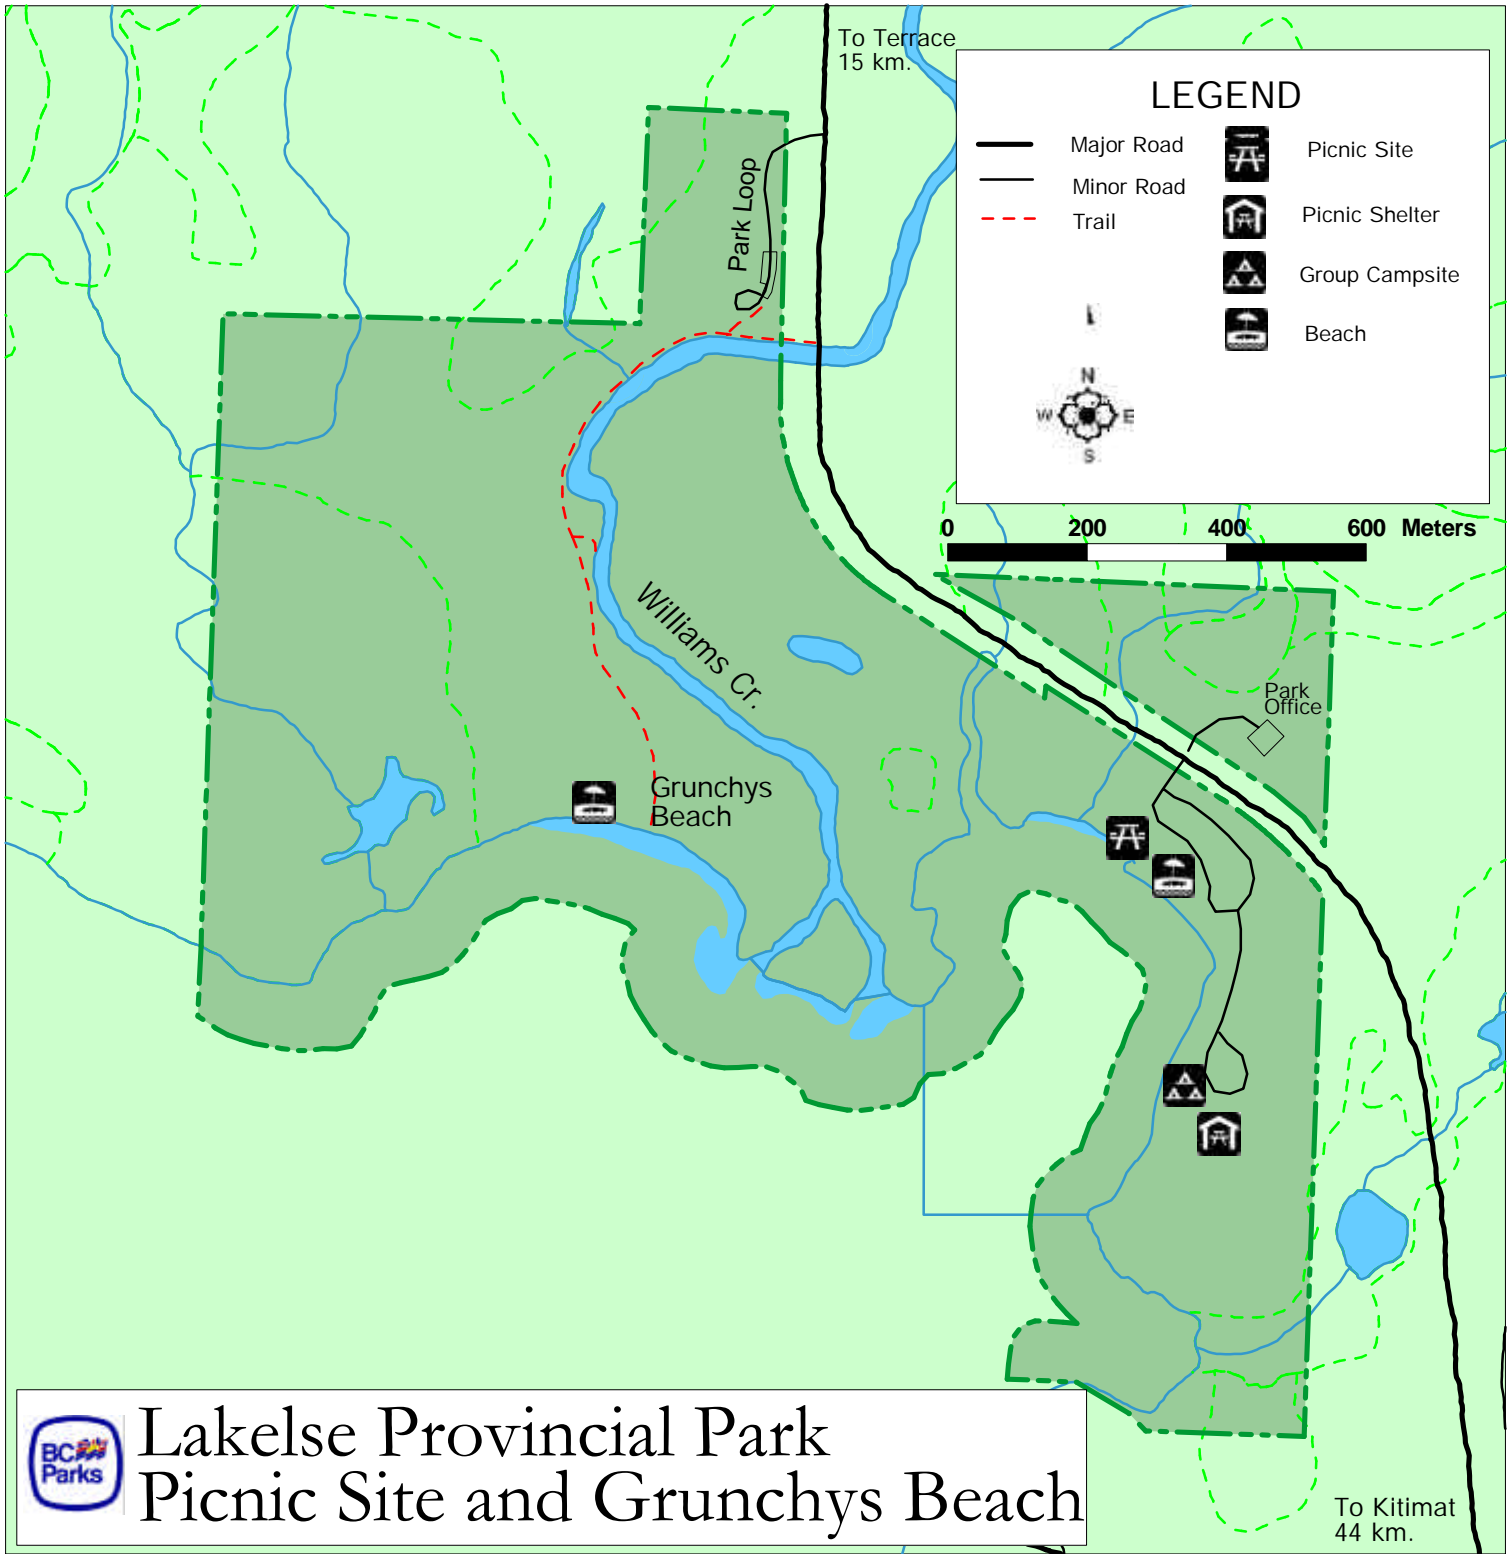 To Terrace
15 km.
LEGEND
Major Road
Minor Road
Trail
Picnic Site
Picnic Shelter
Group Campsite
Beach
N
W E
S
0 200 400 600 Meters
Park Loop
Williams Cr.
Park
Office
Grunchys
Beach
BC
Parks
Lakelse Provincial Park
Picnic Site and Grunchys Beach
To Kitimat
44 km.